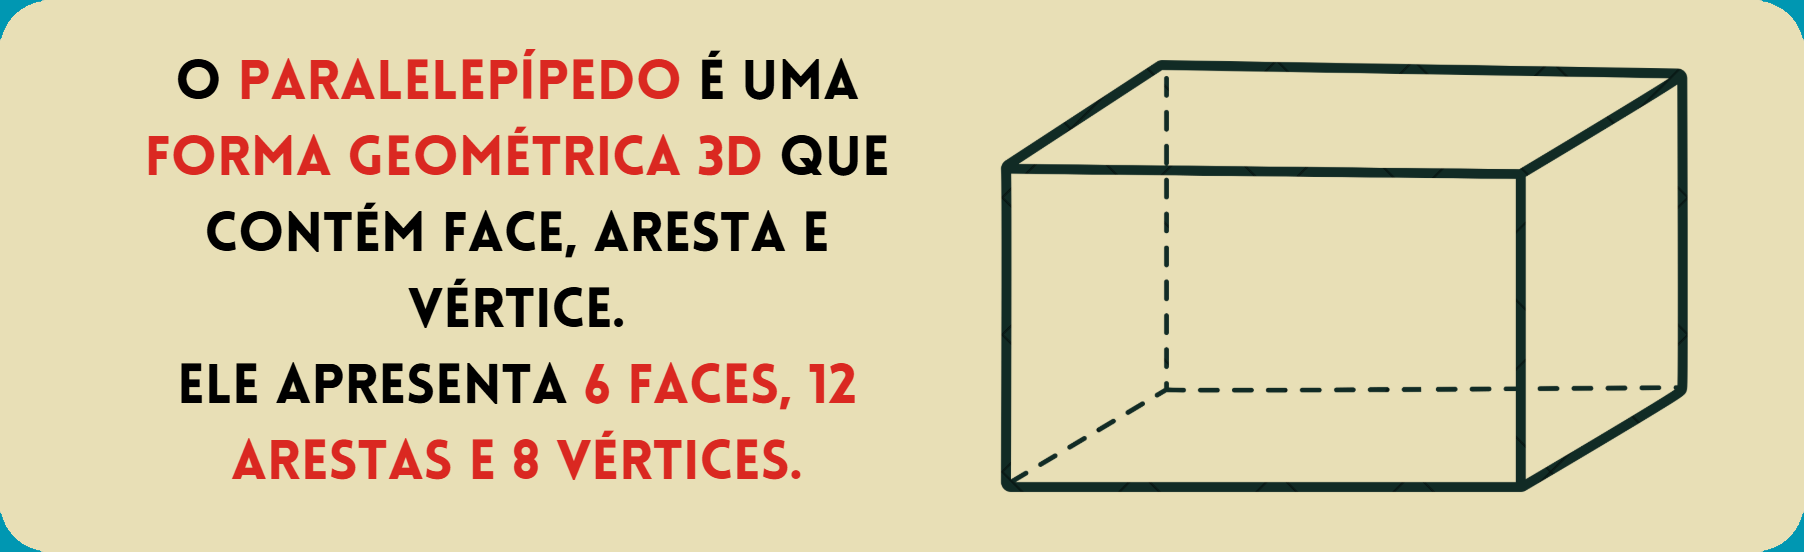 O PARALELEPÍPEDO É UMA
FORMA GEOMÉTRICA 3D QUE
CONTÉM FACE, ARESTA E
VÉRTICE.
ELE APRESENTA 6 FACES, 12
ARESTAS E 8 VÉRTICES.